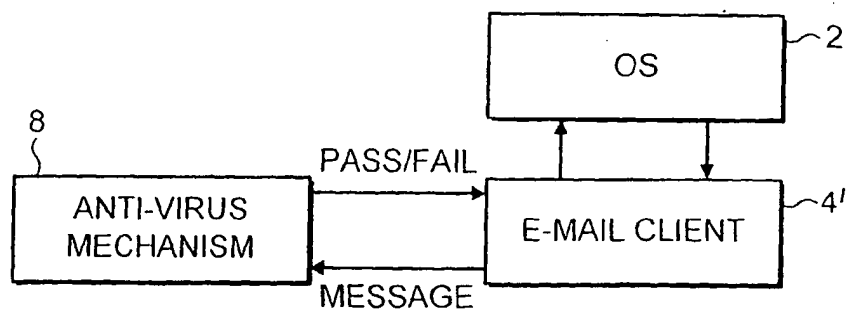 OS
2
8
PASS/FAIL
ANTI-VIRUS
MECHANISM
E-MAIL CLIENT
4'
MESSAGE